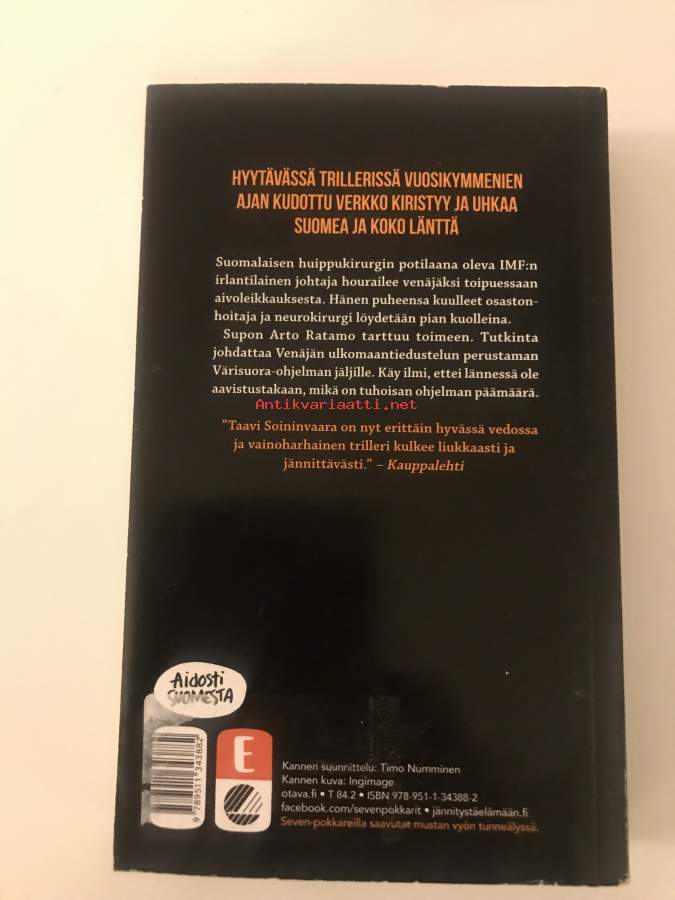 HYYTÄVÄSSÄ TRILLERISSÄ VUOSIKYMMENIEN
AJAN KUDOTTU VERKKO KIRISTYY JA UHKAA
SUOMEA JA KOKO LÄNTTÄ
Suomalaisen huippukirurgin potilaana oleva IMF:n
irlantilainen johtaja hourailee venäjäksi toipuessaan
aivoleikkauksesta. Hänen puheensa kuulleet osaston-
hoitaja ja neurokirurgi löydetään pian kuolleina.
Supon Arto Ratamo tarttuu toimeen. Tutkinta
johdattaa Venäjän ulkomaantiedustelun perustaman
Värisuora-ohjelman jäljille. Käy ilmi, ettei lännessä ole
aavistustakaan, mikä on tuhoisan ohjelman päämäärä.
Antikvariaatti.net
"Taavi Soininvaara on nyt erittäin hyvässä vedossa
ja vainoharhainen trilleri kulkee liukkaasti ja
jännittävästi." – Kauppalehti
Aidosti
SUOMESTA
9 789511 343882
E
Kannen suunnittelu: Timo Numminen
Kannen kuva: Ingimage
otava.fi • T 84.2 • ISBN 978-951-1-34388-2
facebook.com/sevenpokkarit • jännitystäelämään.fi
Seven-pokkareilla saavutat mustan vyön tunneälyssä.